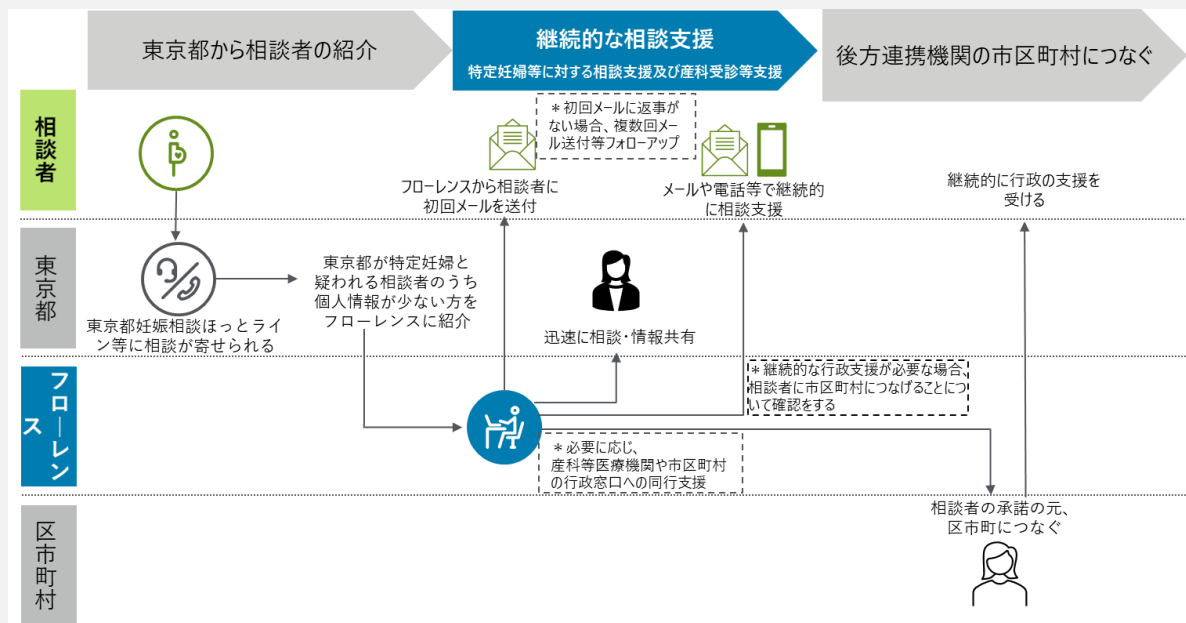 東京都から相談者の紹介
継続的な相談支援
特定妊婦等に対する相談支援及び産科受診等支援
後方連携機関の市区町村につなぐ
相談者
＊初回メールに返事が
ない場合、複数回メー
ル送付等フォローアップ
フローレンスから相談者に
初回メールを送付
メールや電話等で継続的
に相談支援
継続的に行政の支援を
受ける
東京都
東京都妊娠相談ほっとライ
ン等に相談が寄せられる
東京都が特定妊婦と
疑われる相談者のうち
個人情報が少ない方を
フローレンスに紹介
迅速に相談・情報共有
フローレン
ス
＊継続的な行政支援が必要な場合、
相談者に市区町村につなげることにつ
いて確認をする
＊必要に応じ、
産科等医療機関や市区町村
の行政窓口への同行支援
区市町村
相談者の承諾の元、
区市町につなぐ